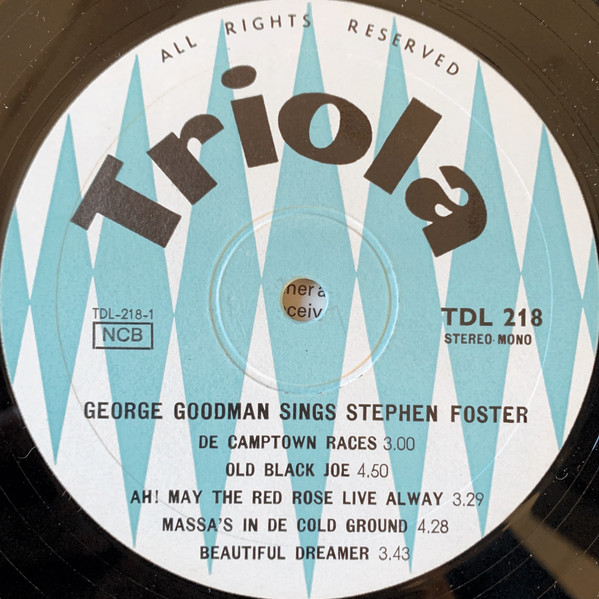 ALL RIGHTS RESERVED
Triola
TDL-218-1
NCB
TDL 218
STEREO-MONO
GEORGE GOODMAN SINGS STEPHEN FOSTER
DE CAMPTOWN RACES 3.00
OLD BLACK JOE 4.50
AH! MAY THE RED ROSE LIVE ALWAY 3.29
MASSA'S IN DE COLD GROUND 4.28
BEAUTIFUL DREAMER 3.43